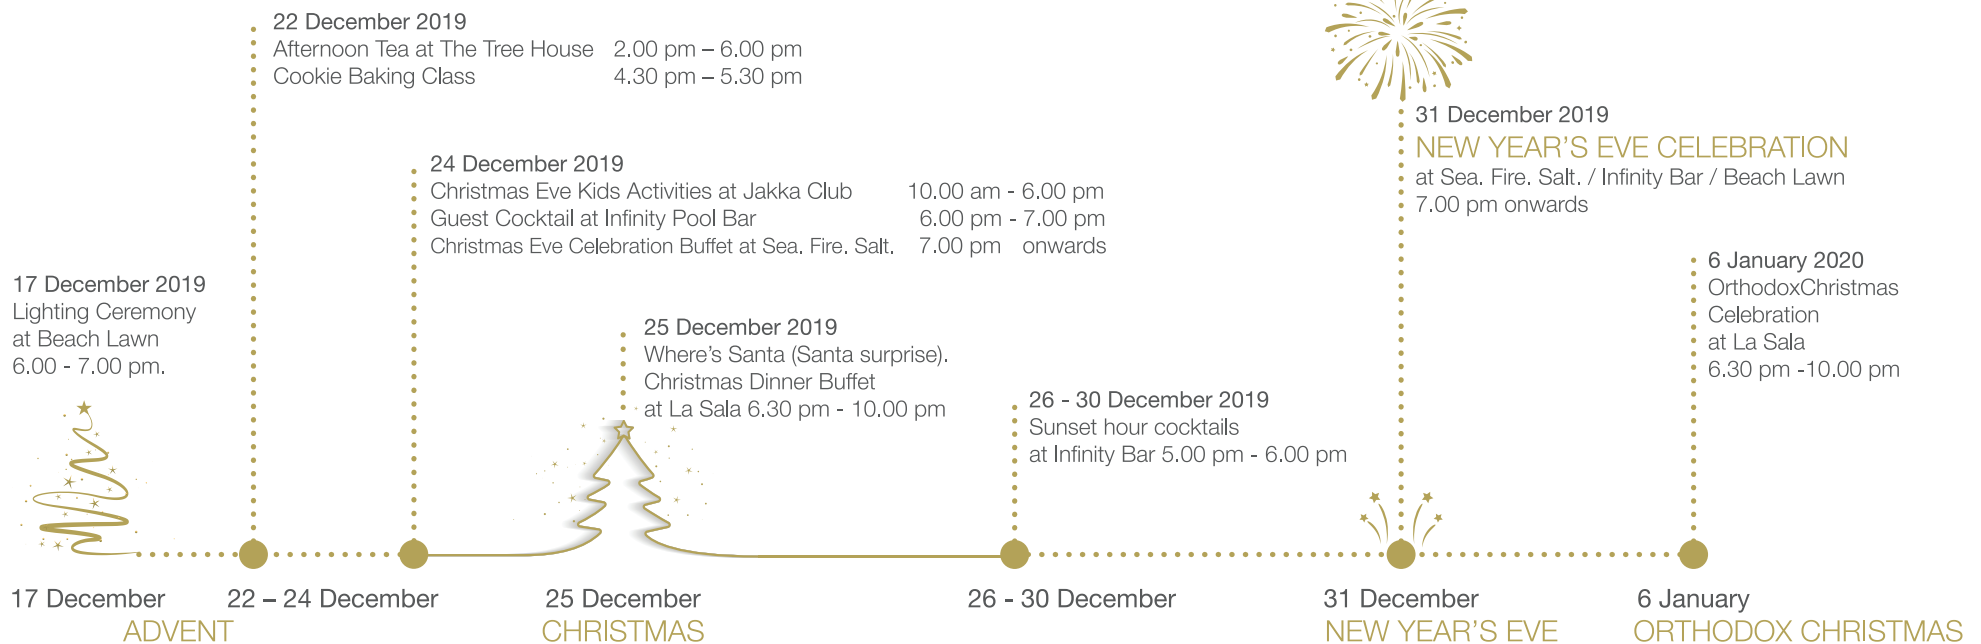 22 December 2019
Afternoon Tea at The Tree House 2.00 pm – 6.00 pm
Cookie Baking Class 4.30 pm – 5.30 pm
24 December 2019
Christmas Eve Kids Activities at Jakka Club 10.00 am - 6.00 pm
Guest Cocktail at Infinity Pool Bar 6.00 pm - 7.00 pm
Christmas Eve Celebration Buffet at Sea. Fire. Salt. 7.00 pm onwards
31 December 2019
NEW YEAR'S EVE CELEBRATION
at Sea. Fire. Salt. / Infinity Bar / Beach Lawn
7.00 pm onwards
17 December 2019
Lighting Ceremony
at Beach Lawn
6.00 - 7.00 pm.
25 December 2019
Where's Santa (Santa surprise).
Christmas Dinner Buffet
at La Sala 6.30 pm - 10.00 pm
26 - 30 December 2019
Sunset hour cocktails
at Infinity Bar 5.00 pm - 6.00 pm
6 January 2020
OrthodoxChristmas
Celebration
at La Sala
6.30 pm -10.00 pm
17 December
22 – 24 December
ADVENT
25 December
CHRISTMAS
26 - 30 December
31 December
NEW YEAR'S EVE
6 January
ORTHODOX CHRISTMAS